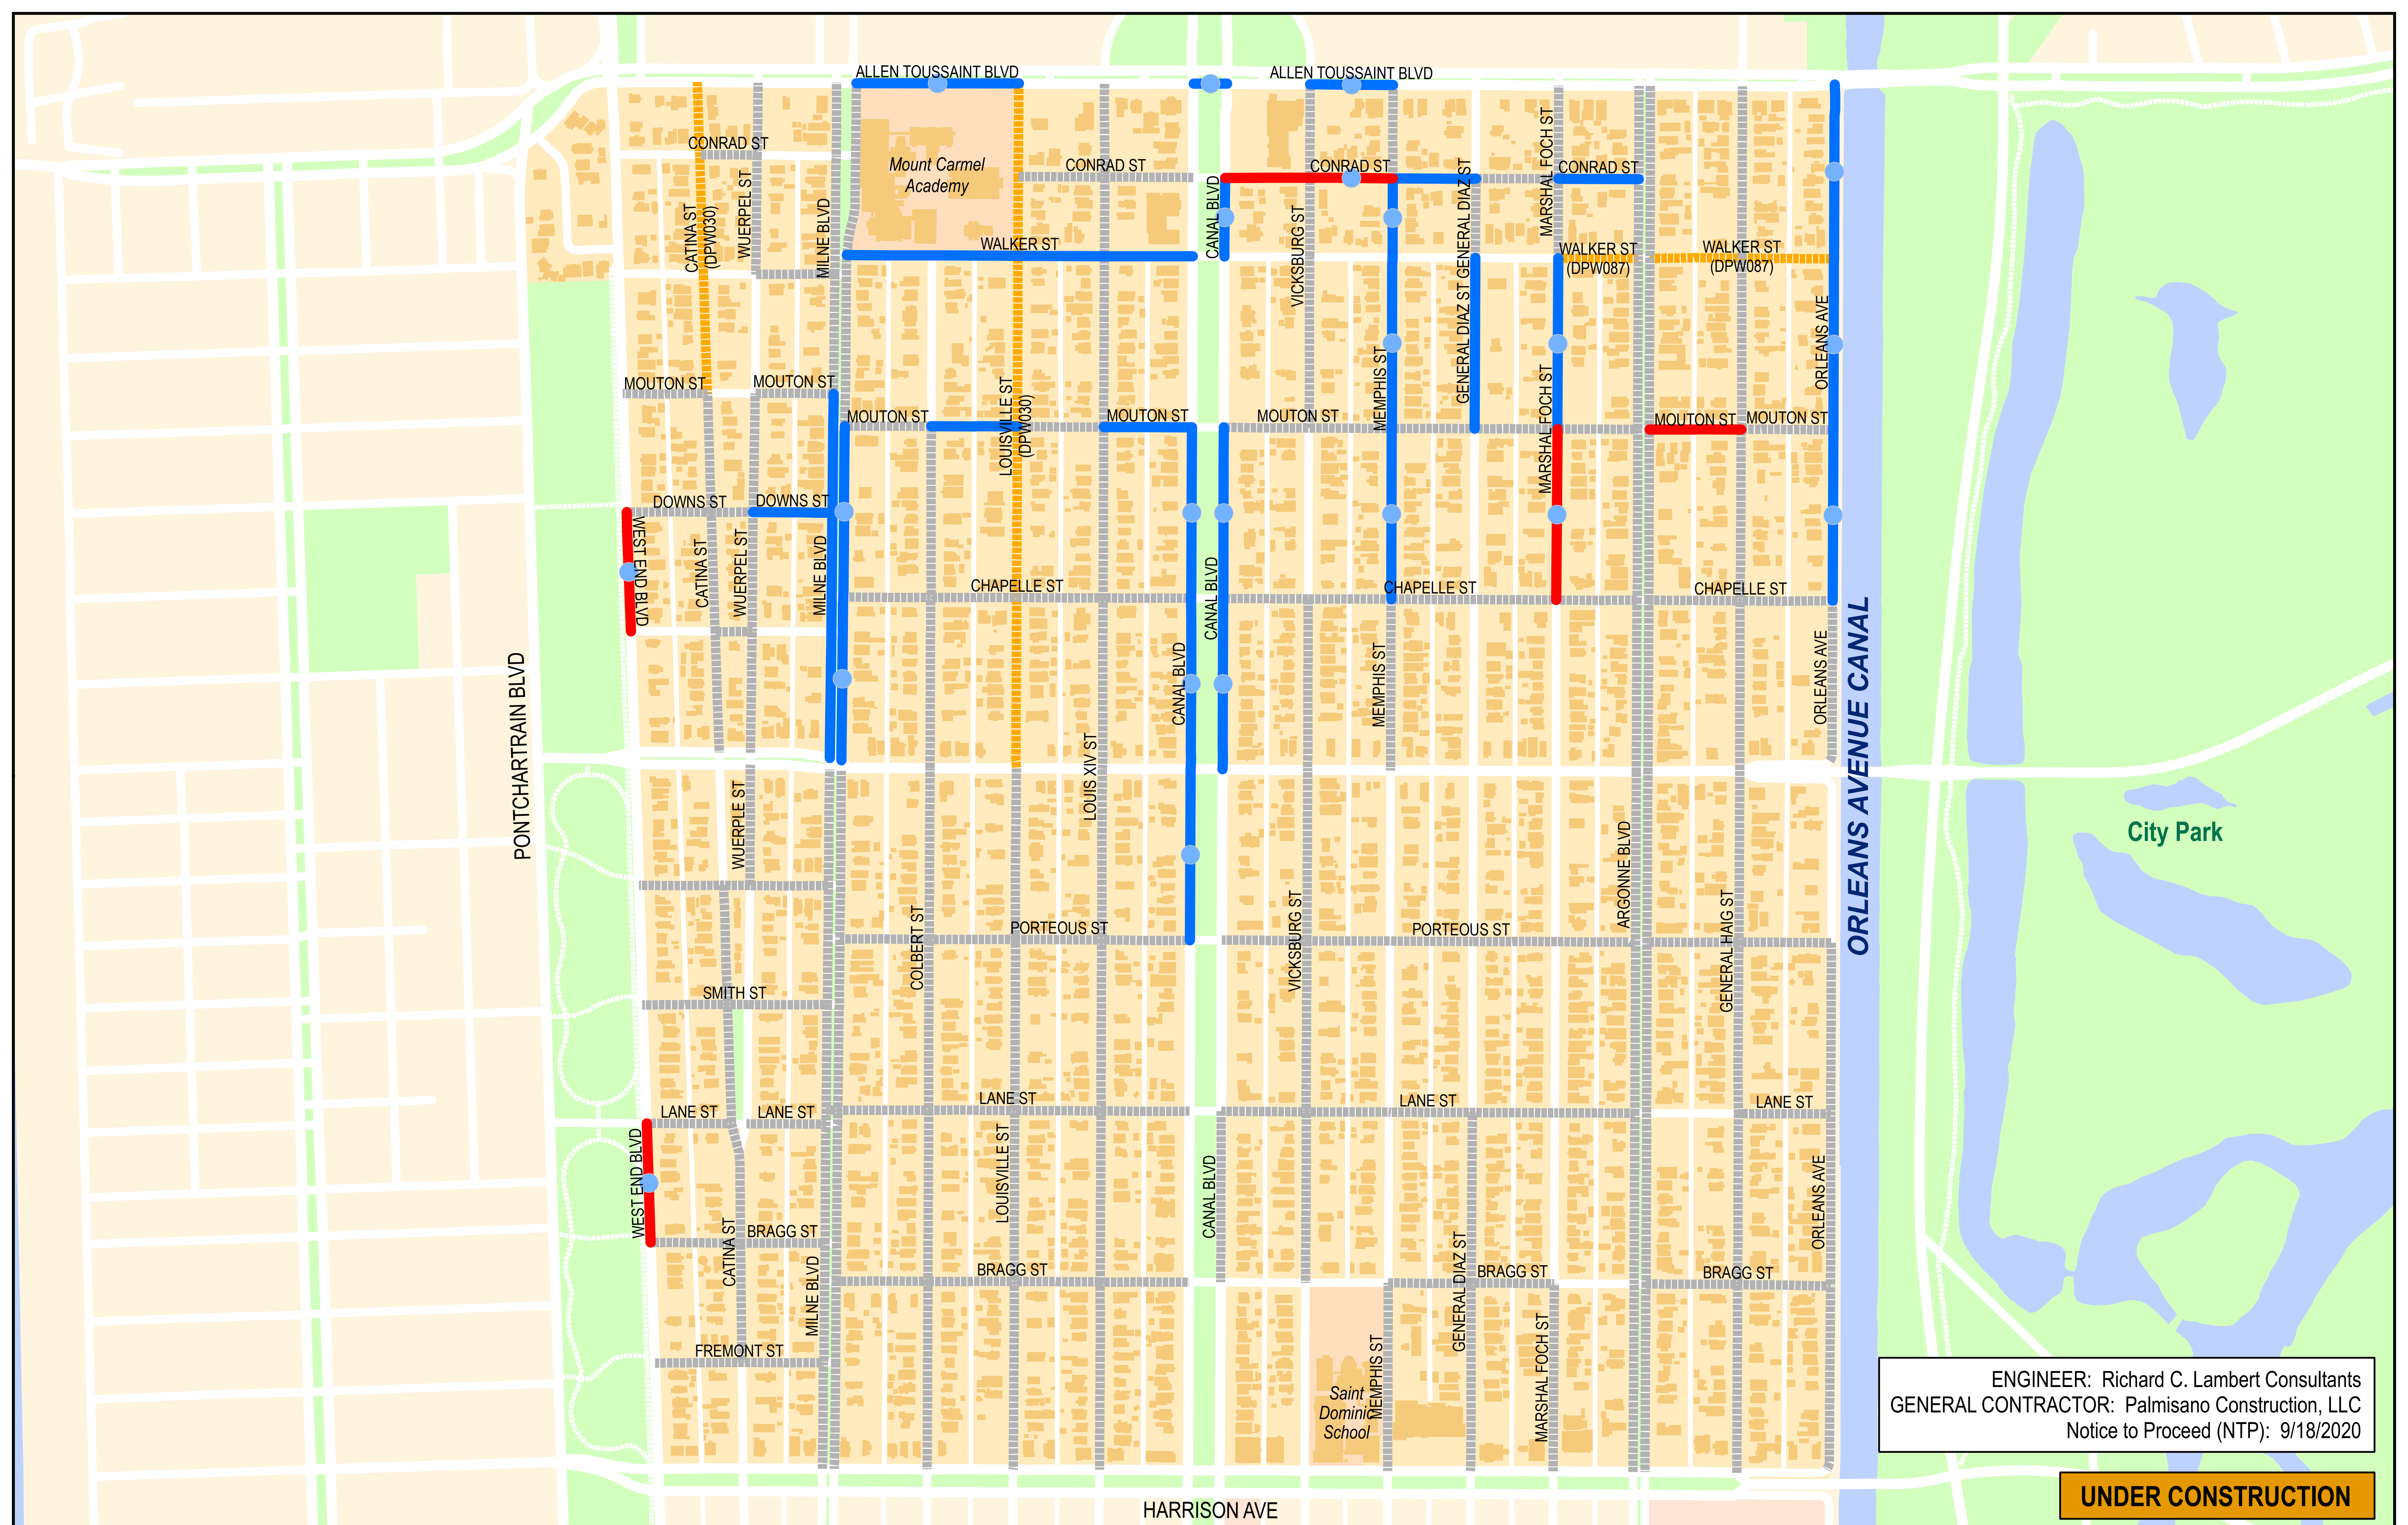 ALLEN TOUSSAINT BLVD
ALLEN TOUSSAINT BLVD
CONRAD ST
Mount Carmel
Academy
CONRAD ST
CONRAD ST
CONRAD ST
MARSHAL FOCH ST
GENERAL DIAZ ST
WUERPEL ST
CATINA ST
(DPW030)
MILNE BLVD
CANAL BLVD
VICKSBURG ST
WALKER ST
WALKER ST
(DPW087)
WALKER ST
(DPW087)
GENERAL DIAZ ST
ORLEANS AVE
MEMPHIS ST
MARSHAL FOCH ST
LOUISVILLE ST
(DPW030)
MOUTON ST
MOUTON ST
MOUTON ST
MOUTON ST
MOUTON ST
MOUTON ST
MOUTON ST
DOWNS ST
DOWNS ST
WEST END BLVD
CATINA ST
WUERPEL ST
MILNE BLVD
CHAPELLE ST
CHAPELLE ST
CHAPELLE ST
CANAL BLVD
CANAL BLVD
MEMPHIS ST
ORLEANS AVE
ORLEANS AVENUE CANAL
PONTCHARTRAIN BLVD
LOUIS XIV ST
WUERPLE ST
City Park
ARGONNE BLVD
COLBERT ST
VICKSBURG ST
GENERAL HAIG ST
PORTEOUS ST
PORTEOUS ST
SMITH ST
LANE ST
LANE ST
LANE ST
LANE ST
LANE ST
WEST END BLVD
LOUISVILLE ST
CANAL BLVD
ORLEANS AVE
CATINA ST
BRAGG ST
MILNE BLVD
BRAGG ST
GENERAL DIAZ ST
BRAGG ST
BRAGG ST
FREMONT ST
MEMPHIS ST
MARSHAL FOCH ST
Saint
Dominic
School
ENGINEER: Richard C. Lambert Consultants
GENERAL CONTRACTOR: Palmisano Construction, LLC
Notice to Proceed (NTP): 9/18/2020
UNDER CONSTRUCTION
HARRISON AVE